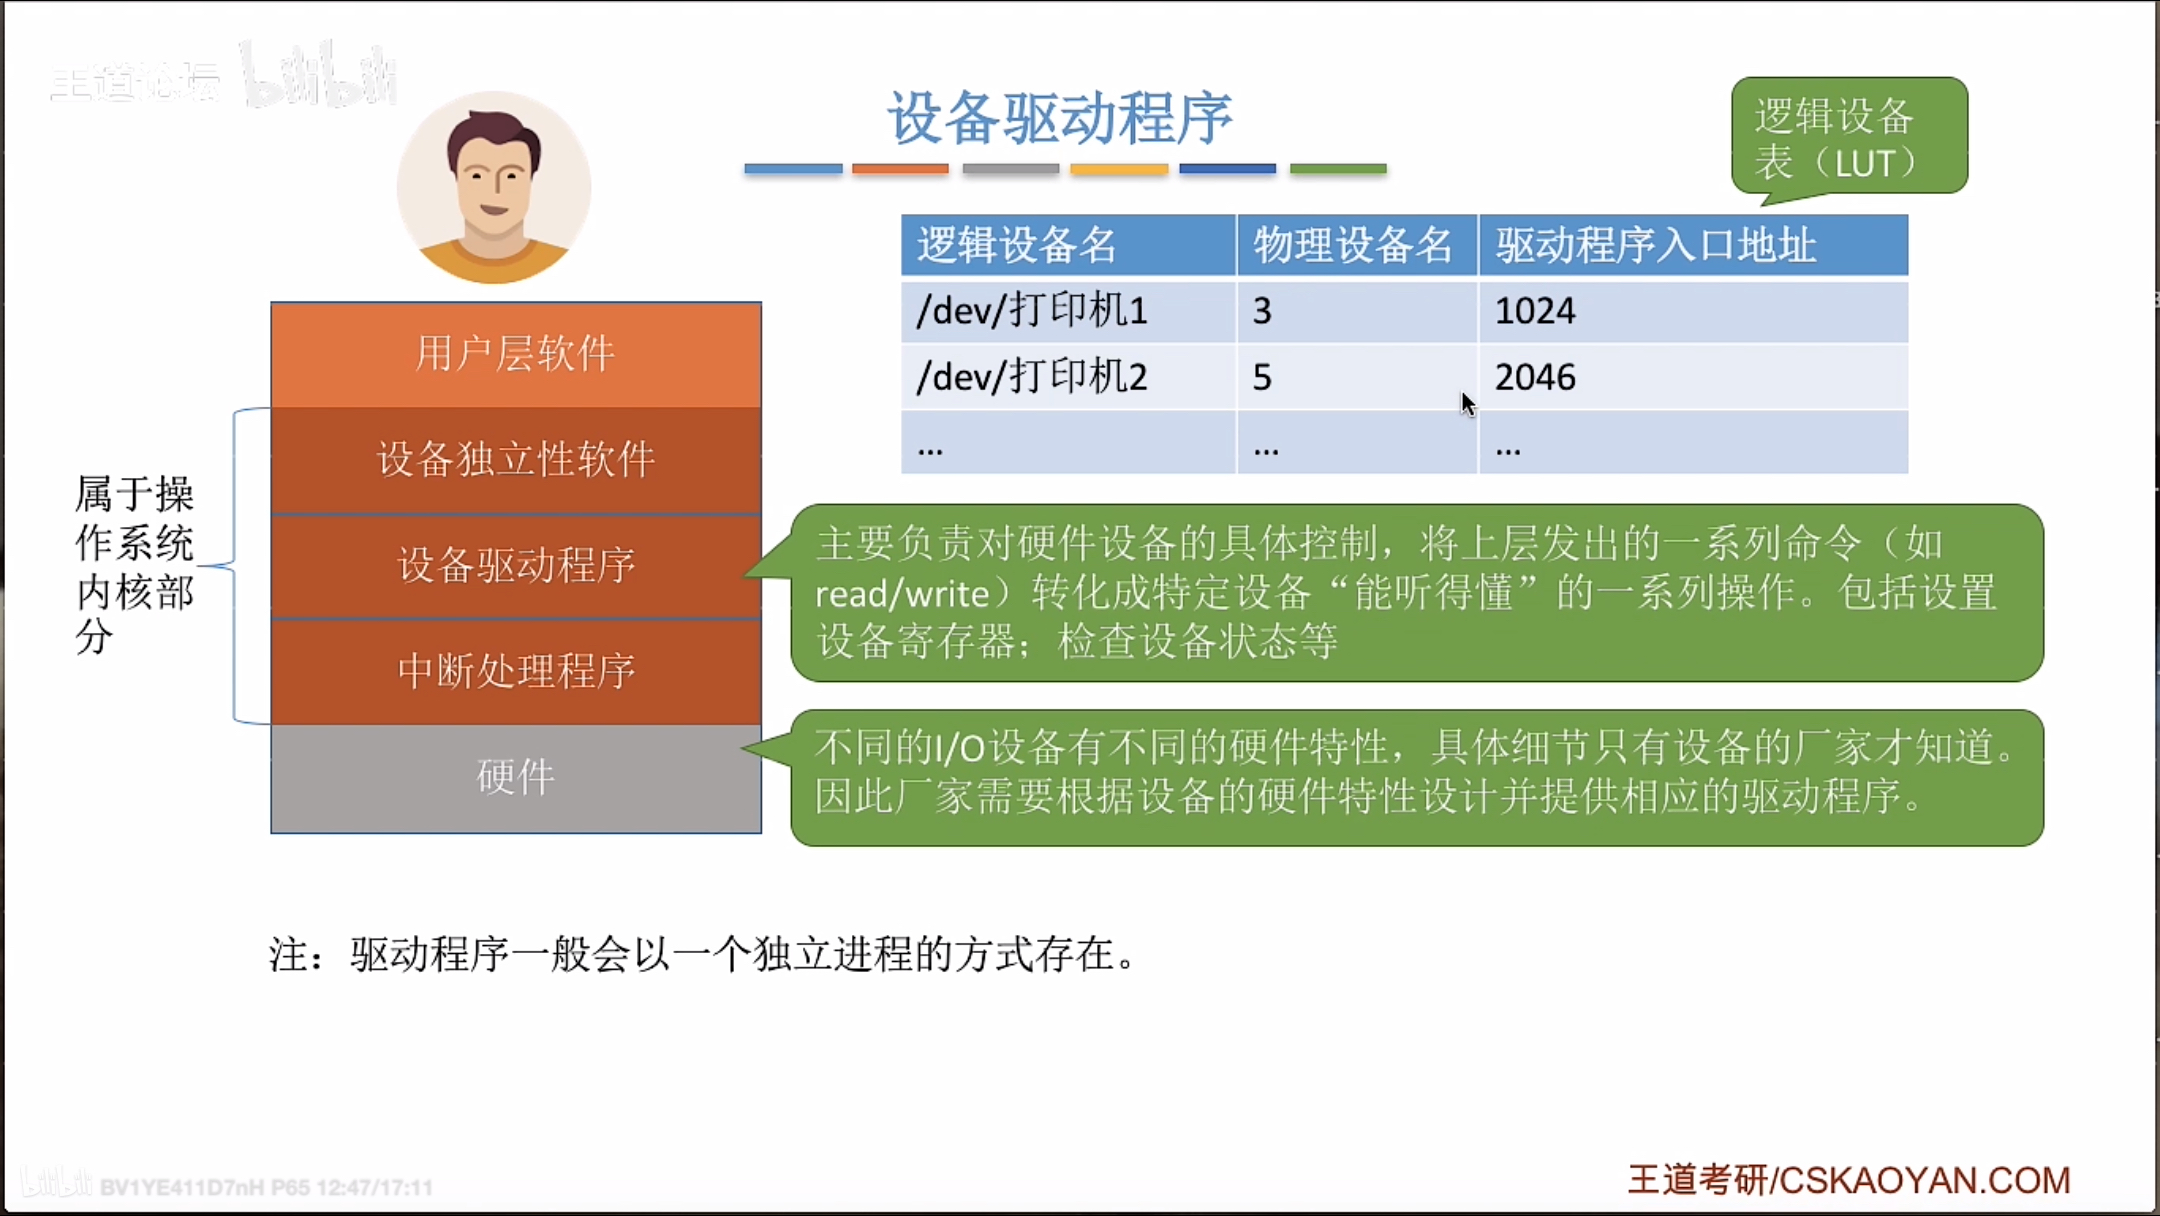 王道论坛 bilibili
设备驱动程序
逻辑设备
表（LUT）
逻辑设备名 物理设备名 驱动程序入口地址
/dev/打印机1 3 1024
/dev/打印机2 5 2046
... ... ...
用户层软件
设备独立性软件
设备驱动程序
中断处理程序
硬件
属于操
作系统
内核部
分
主要负责对硬件设备的具体控制，将上层发出的一系列命令（如
read/write）转化成特定设备“能听得懂”的一系列操作。包括设置
设备寄存器；检查设备状态等
不同的I/O设备有不同的硬件特性，具体细节只有设备的厂家才知道。
因此厂家需要根据设备的硬件特性设计并提供相应的驱动程序。
注：驱动程序一般会以一个独立进程的方式存在。
bilibili BV1YE411D7nH P65 12:47/17:11
王道考研/CSKAOYAN.COM